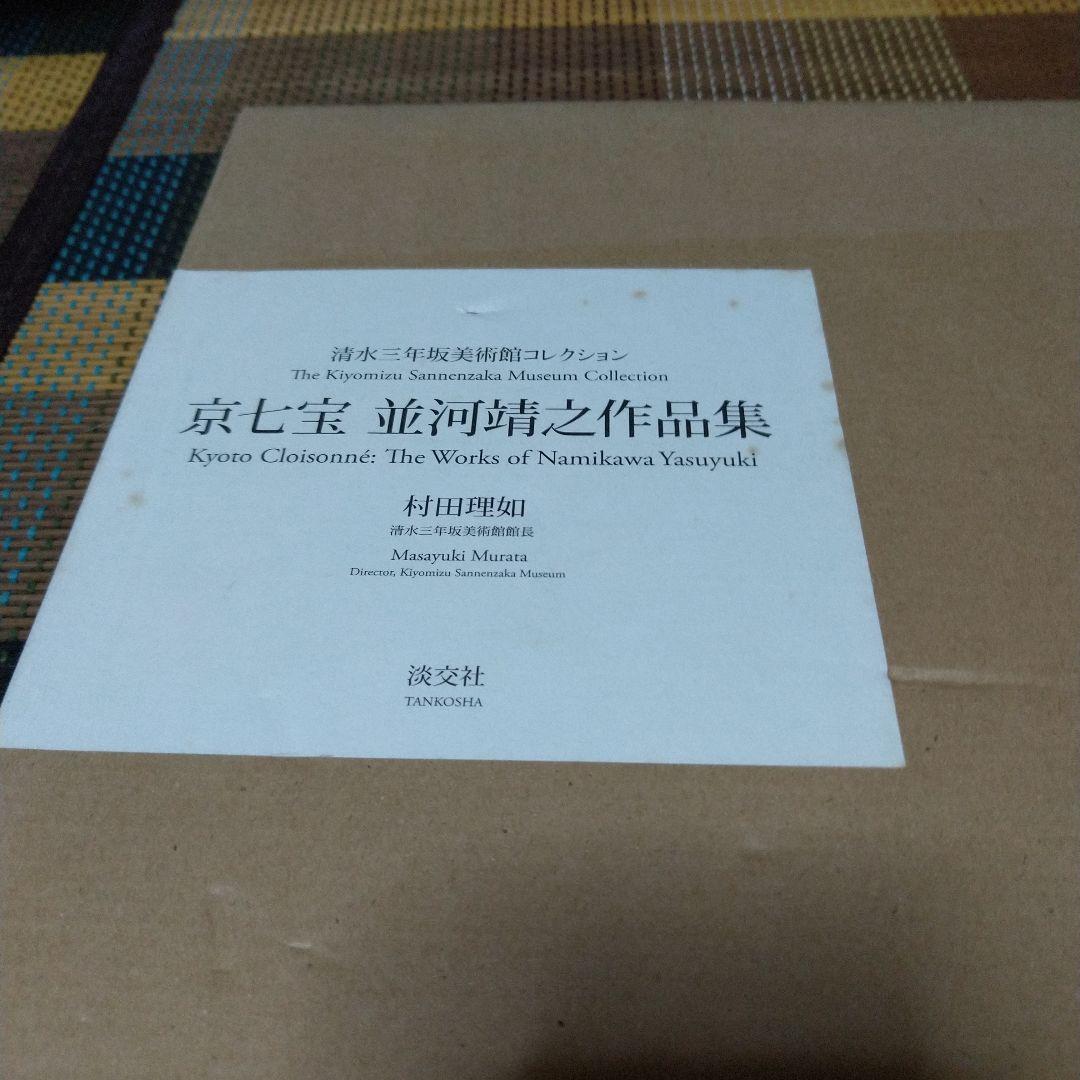 清水三年坂美術館コレクション
The Kiyomizu Sannenzaka Museum Collection
京七宝 並河靖之作品集
Kyoto Cloisonné: The Works of Namikawa Yasuyuki
村田理如
清水三年坂美術館館長
Masayuki Murata
Director, Kiyomizu Sannenzaka Museum
淡交社
TANKOSHA